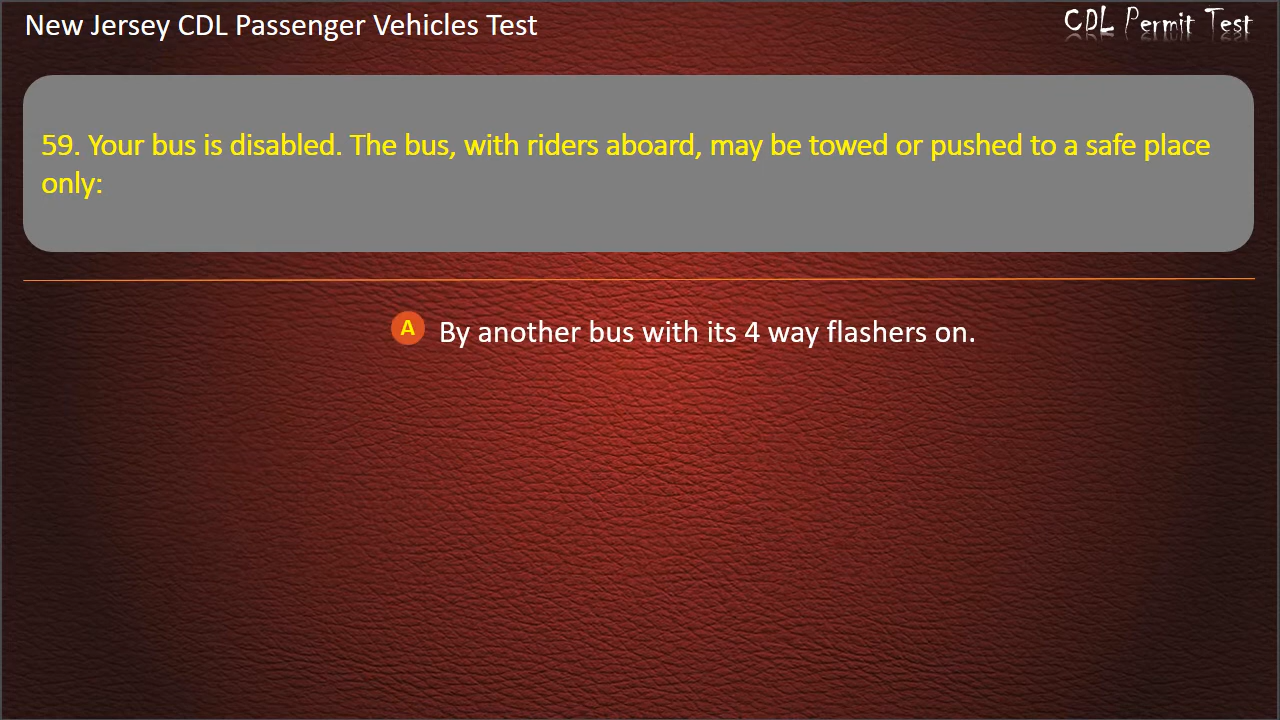 New Jersey CDL Passenger Vehicles Test
CDL Permit Test
59. Your bus is disabled. The bus, with riders aboard, may be towed or pushed to a safe place
only:
A By another bus with its 4 way flashers on.